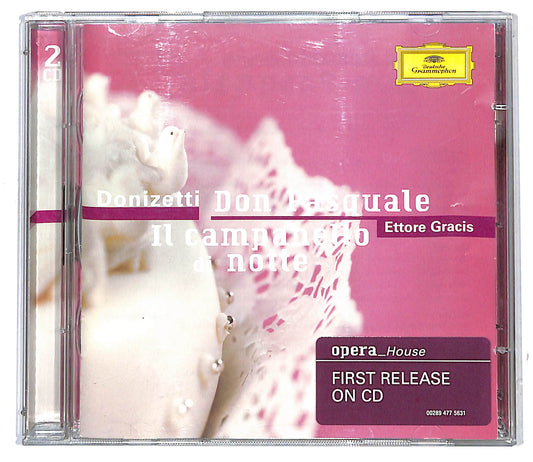 2
CD
Deutsche
Grammophon
Donizetti Don Pasquale
Ettore Gracis
Il campanello
di notte
opera_House
FIRST RELEASE
ON CD
00289 477 5631